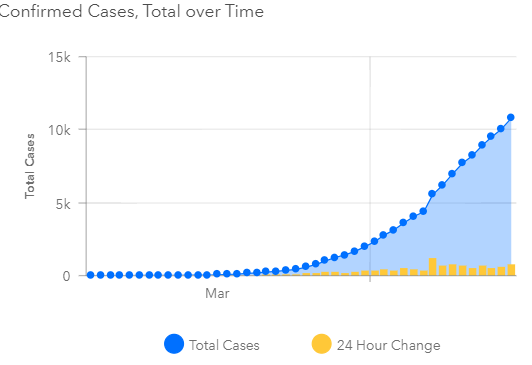 Confirmed Cases, Total over Time
15k
10k
5k
0
Total Cases
Mar
Total Cases
24 Hour Change